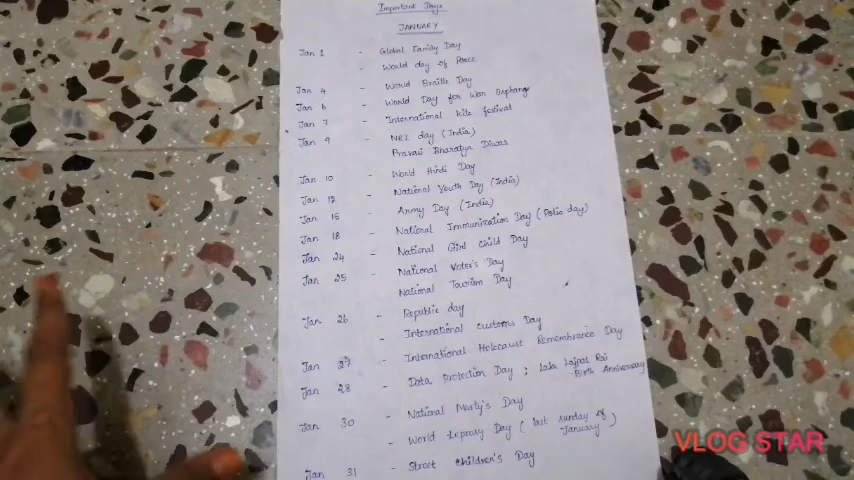 Important Days
JANUARY
Jan 1 - Global Family Day
- World day of Peace
Jan 4 - World Braille Day
Jan 6 - World Day for War Orphans
Jan 7 - International kite festival
Jan 9 - NRI day (India)
Pravasi Bharatya Diwas
Jan 10 - World Hindi Day
Jan 12 - National Youth Day (India)
Jan 15 - Army Day (India)
Jan 18 - National Immunization Day (Polio day)
Jan 24 - National Girl Child Day
Jan 25 - National Voter's Day
National Tourism Day
Jan 26 - Republic day
- International customs Day
Jan 27 - International Holocaust Remembrance Day
Jan 28 - Data Protection Day ; Lala Lajpat Rai
- Birth Anniversary
Jan 30 - National Marty's Day
- World Leprosy Day ( last sunday of
January )
Jan 31 - Street children's Day
VLOG STAR